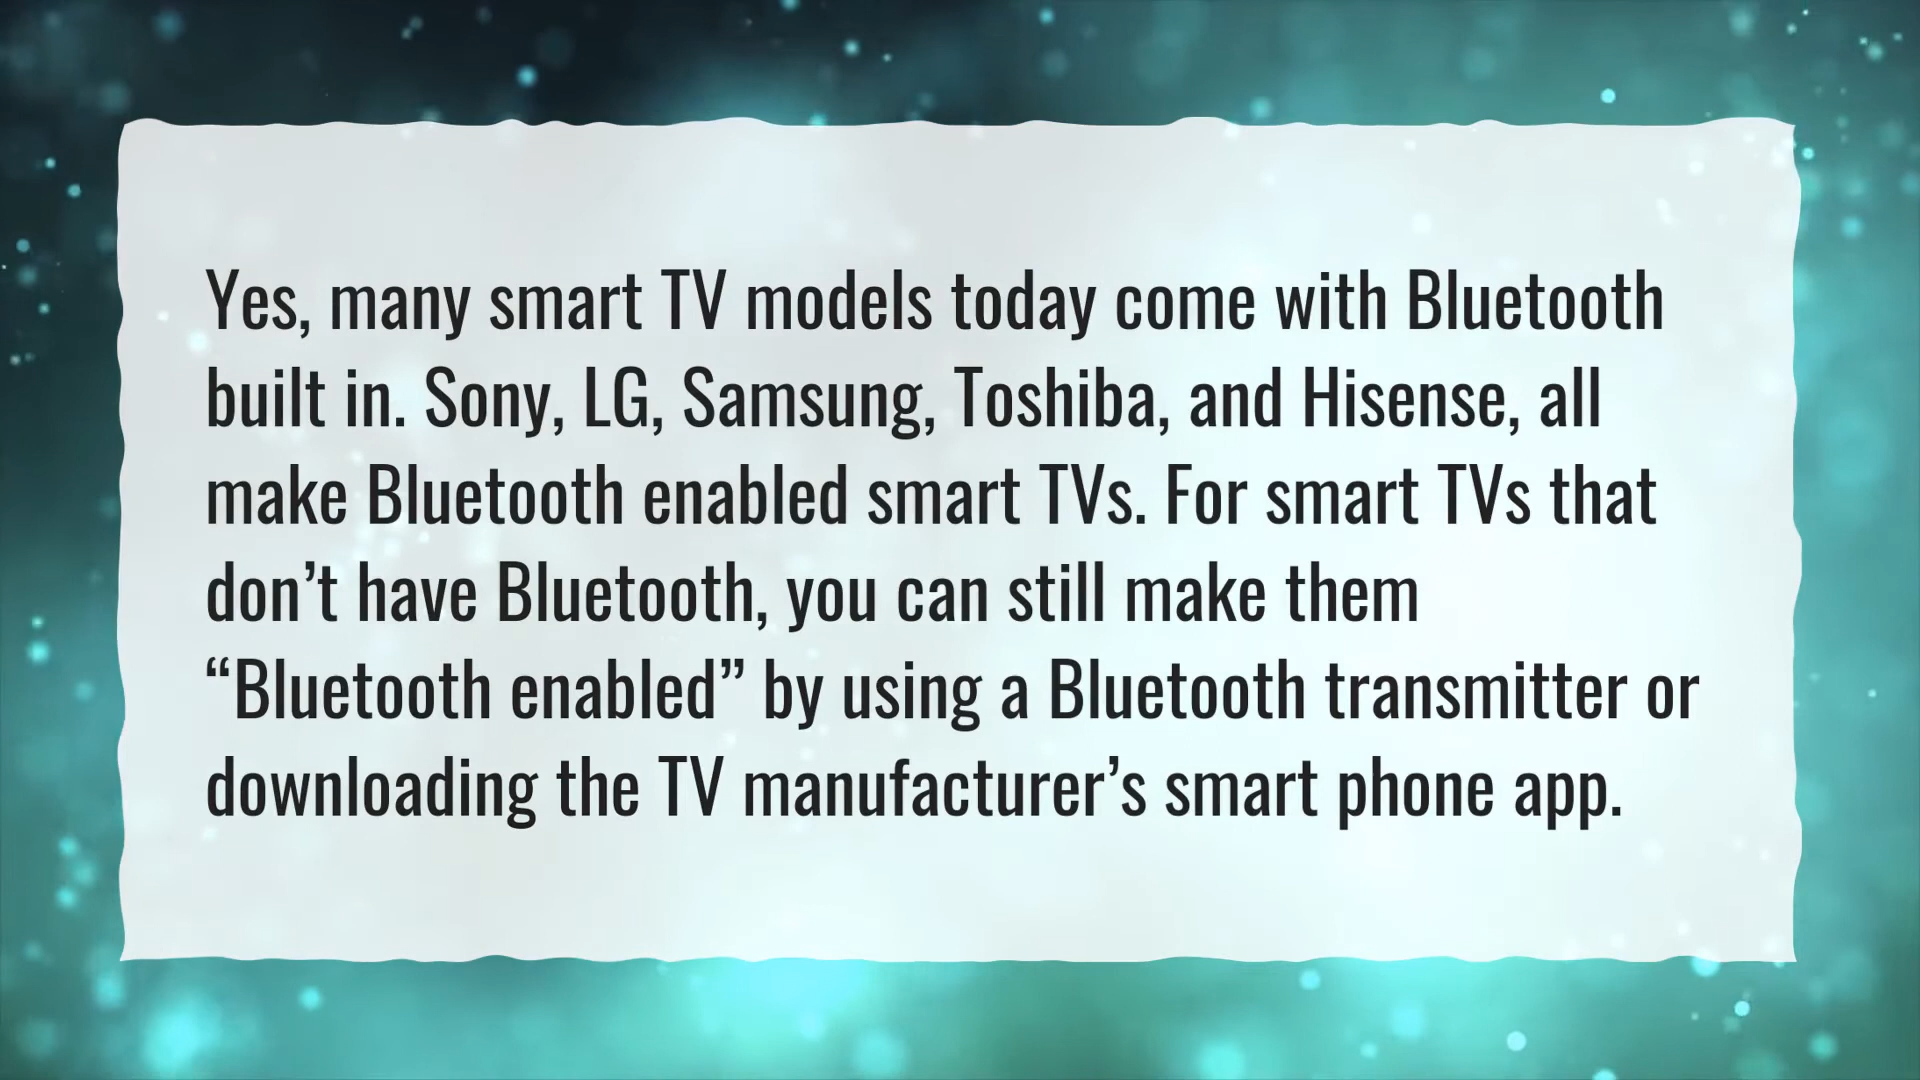 Yes, many smart TV models today come with Bluetooth
built in. Sony, LG, Samsung, Toshiba, and Hisense, all
make Bluetooth enabled smart TVs. For smart TVs that
don’t have Bluetooth, you can still make them
“Bluetooth enabled” by using a Bluetooth transmitter or
downloading the TV manufacturer’s smart phone app.